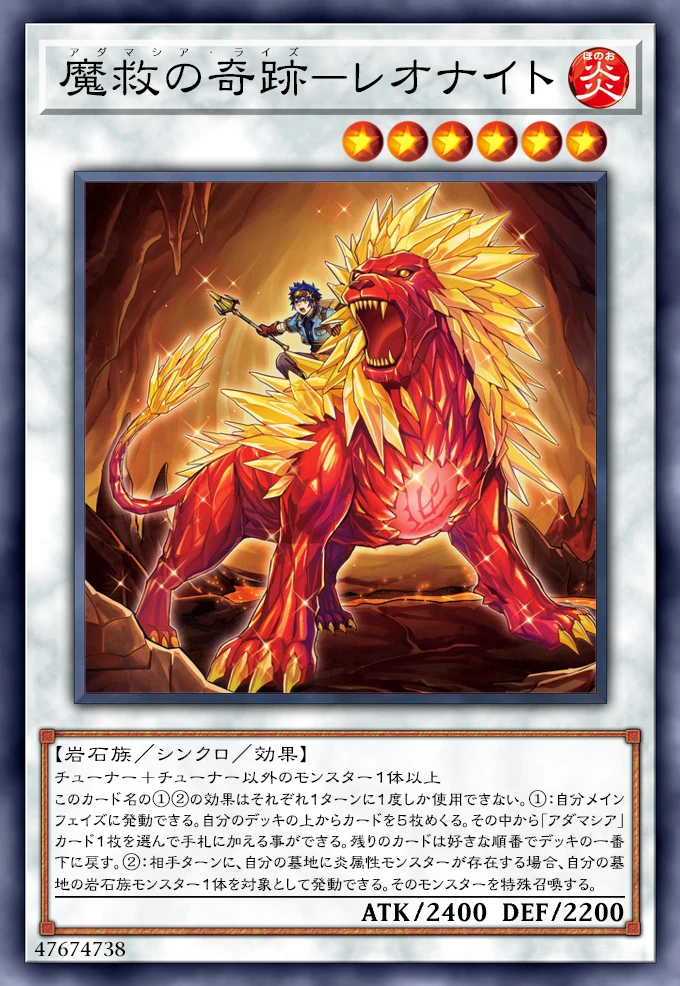 アダマシア・ライズ
魔救の奇跡－レオナイト
ほのお
炎
【岩石族／シンクロ／効果】
チューナー＋チューナー以外のモンスター１体以上
このカード名の①②の効果はそれぞれ１ターンに１度しか使用できない。①：自分メイン
フェイズに発動できる。自分のデッキの上からカードを５枚めくる。その中から「アダマシア」
カード１枚を選んで手札に加える事ができる。残りのカードは好きな順番でデッキの一番
下に戻す。②：相手ターンに、自分の墓地に炎属性モンスターが存在する場合、自分の墓
地の岩石族モンスター１体を対象として発動できる。そのモンスターを特殊召喚する。
ATK/2400 DEF/2200
47674738